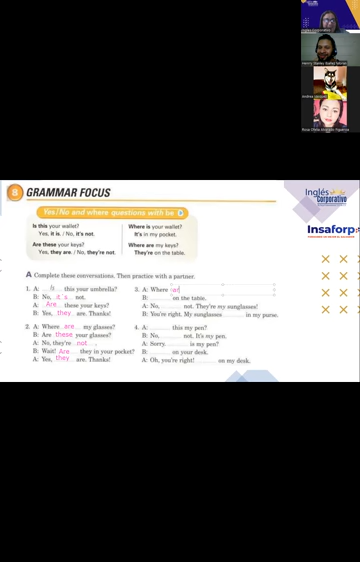 Inglés Corporativo
Andrea Jacquez
8 GRAMMAR FOCUS
Inglés
Corporativo
Insaforp
Yes/No and where questions with be
Is this your wallet?
Yes, it is. / No, it's not.
Are these your keys?
Yes, they are. / No, they're not.
Where is your wallet?
It's in my pocket.
Where are my keys?
They're on the table.
A Complete these conversations. Then practice with a partner.
1. A: Is this your umbrella?
B: No, it's not.
A: Are these your keys?
B: Yes, they are. Thanks!
2. A: Where are my glasses?
B: Are these your glasses?
A: No, they're not.
B: Wait! Are they in your pocket?
A: Yes, they are. Thanks!
3. A: Where are
B: on the table.
A: No, not. They're my sunglasses!
B: You're right. My sunglasses in my purse.
4. A: this my pen?
B: No, not. It's my pen.
A: Sorry. is my pen?
B: on your desk.
A: Oh, you're right! on my desk.